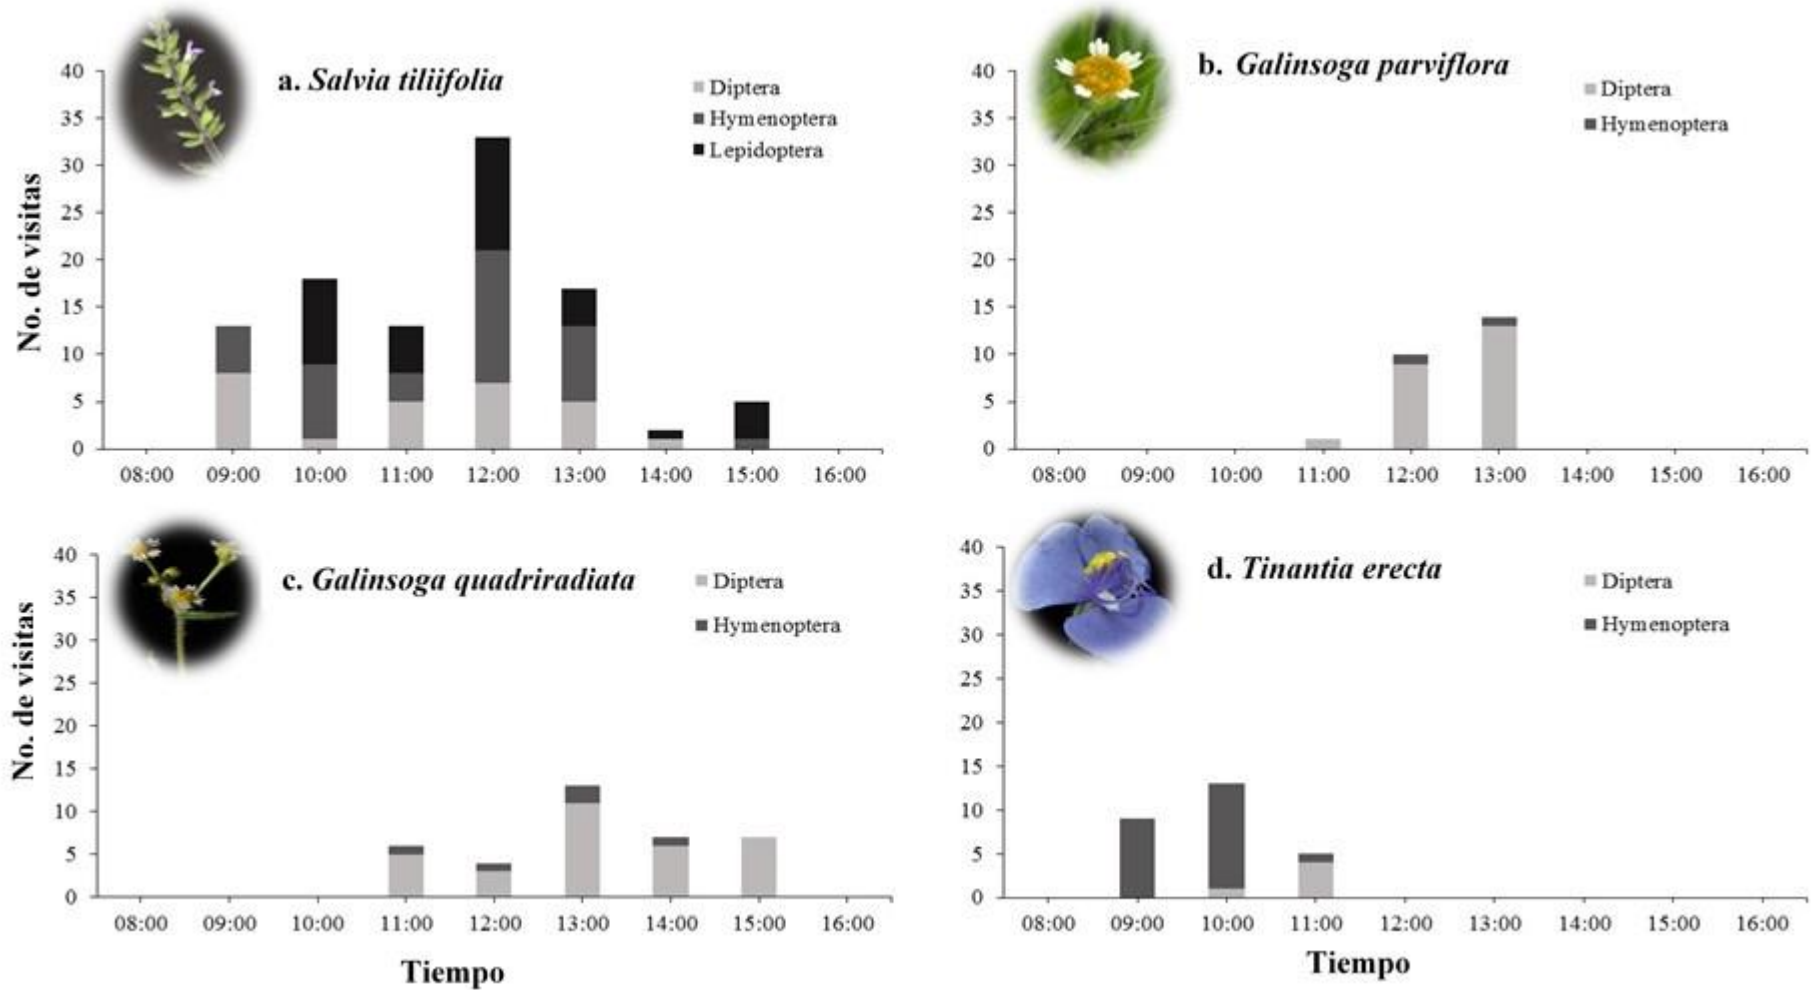 a. Salvia tiliifolia
Diptera
Hymenoptera
Lepidoptera
No. de visitas
40
35
30
25
20
15
10
5
0
08:00 09:00 10:00 11:00 12:00 13:00 14:00 15:00 16:00
b. Galinsoga parviflora
Diptera
Hymenoptera
40
35
30
25
20
15
10
5
0
08:00 09:00 10:00 11:00 12:00 13:00 14:00 15:00 16:00
c. Galinsoga quadriradiata
Diptera
Hymenoptera
No. de visitas
40
35
30
25
20
15
10
5
0
08:00 09:00 10:00 11:00 12:00 13:00 14:00 15:00 16:00
Tiempo
d. Tinantia erecta
Diptera
Hymenoptera
40
35
30
25
20
15
10
5
0
08:00 09:00 10:00 11:00 12:00 13:00 14:00 15:00 16:00
Tiempo